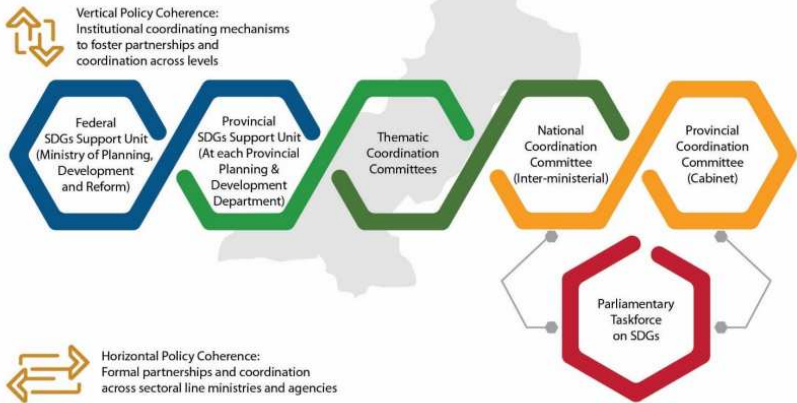 Vertical Policy Coherence:
Institutional coordinating mechanisms
to foster partnerships and
coordination across levels
Federal
SDGs Support Unit
(Ministry of Planning,
Development
and Reform)
Provincial
SDGs Support Unit
(At each Provincial
Planning &
Development
Department)
Thematic
Coordination
Committees
National
Coordination
Committee
(Inter-ministerial)
Provincial
Coordination
Committee
(Cabinet)
Parliamentary
Taskforce
on SDGs
Horizontal Policy Coherence:
Formal partnerships and coordination
across sectoral line ministries and agencies